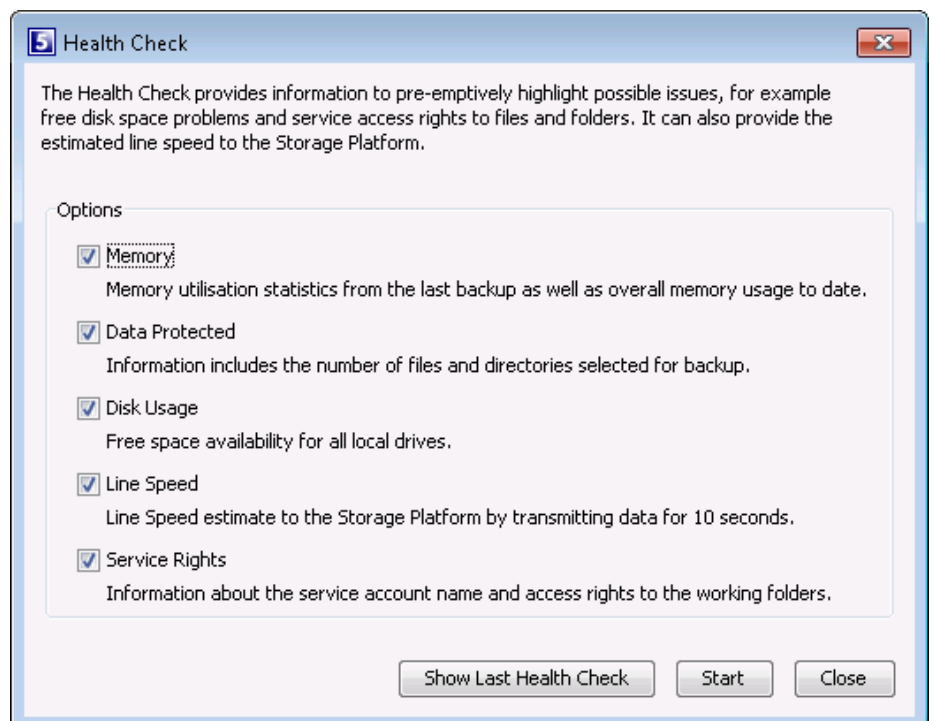 5 Health Check
The Health Check provides information to pre-emptively highlight possible issues, for example
free disk space problems and service access rights to files and folders. It can also provide the
estimated line speed to the Storage Platform.
Options
Memory
Memory utilisation statistics from the last backup as well as overall memory usage to date.
Data Protected
Information includes the number of files and directories selected for backup.
Disk Usage
Free space availability for all local drives.
Line Speed
Line Speed estimate to the Storage Platform by transmitting data for 10 seconds.
Service Rights
Information about the service account name and access rights to the working folders.
Show Last Health Check Start Close